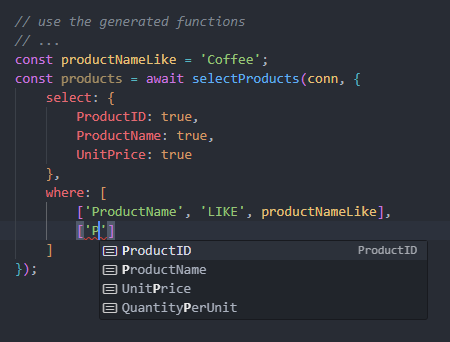 // use the generated functions
// ...
const productNameLike = 'Coffee';
const products = await selectProducts(conn, {
    select: {
        ProductID: true,
        ProductName: true,
        UnitPrice: true
    },
    where: [
        ['ProductName', 'LIKE', productNameLike],
        ['P']
ProductID ProductID
ProductName
UnitPrice
QuantityPerUnit
    ]
});